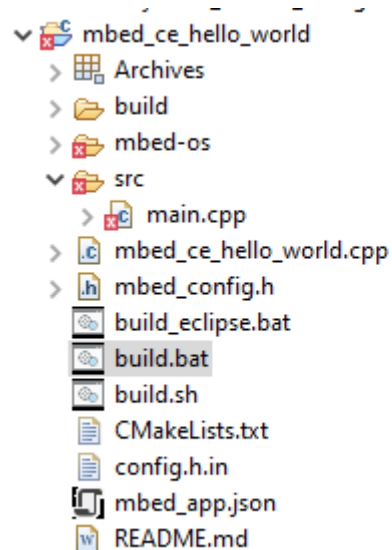 mbed_ce_hello_world
Archives
build
mbed-os
src
main.cpp
mbed_ce_hello_world.cpp
mbed_config.h
build_eclipse.bat
build.bat
build.sh
CMakeLists.txt
config.h.in
mbed_app.json
README.md